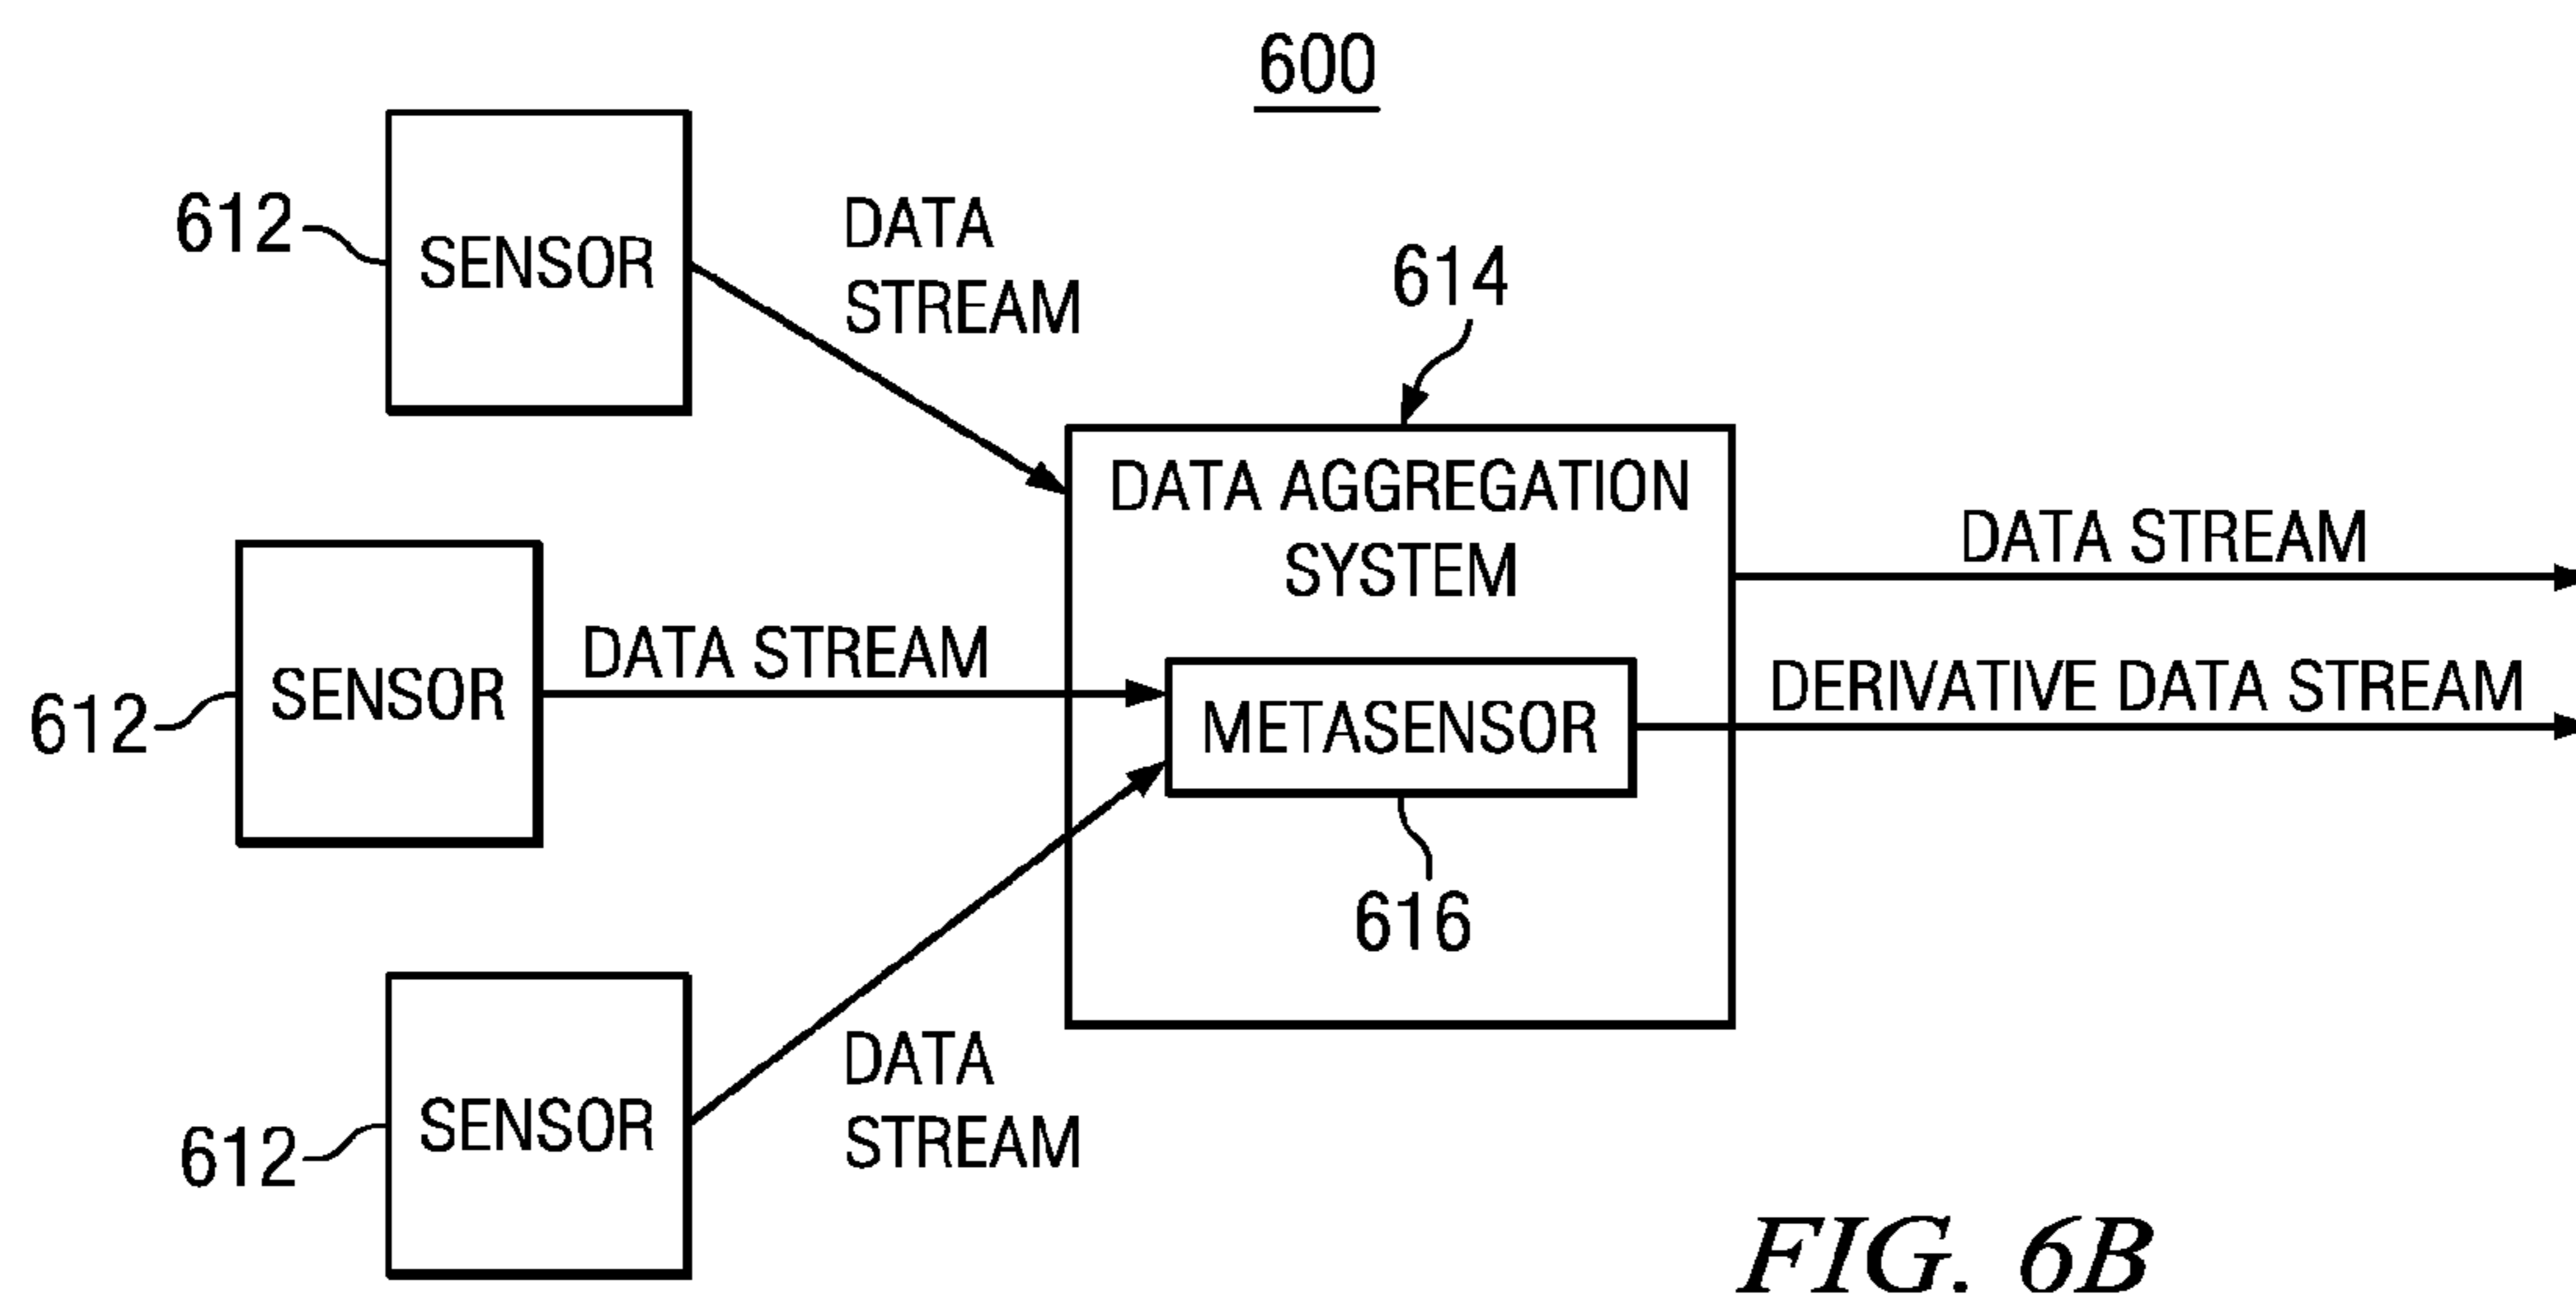 600
612
SENSOR
DATA
STREAM
614
DATA AGGREGATION
SYSTEM
DATA STREAM
612
SENSOR
DATA STREAM
METASENSOR
DERIVATIVE DATA STREAM
616
612
SENSOR
DATA
STREAM
FIG. 6B